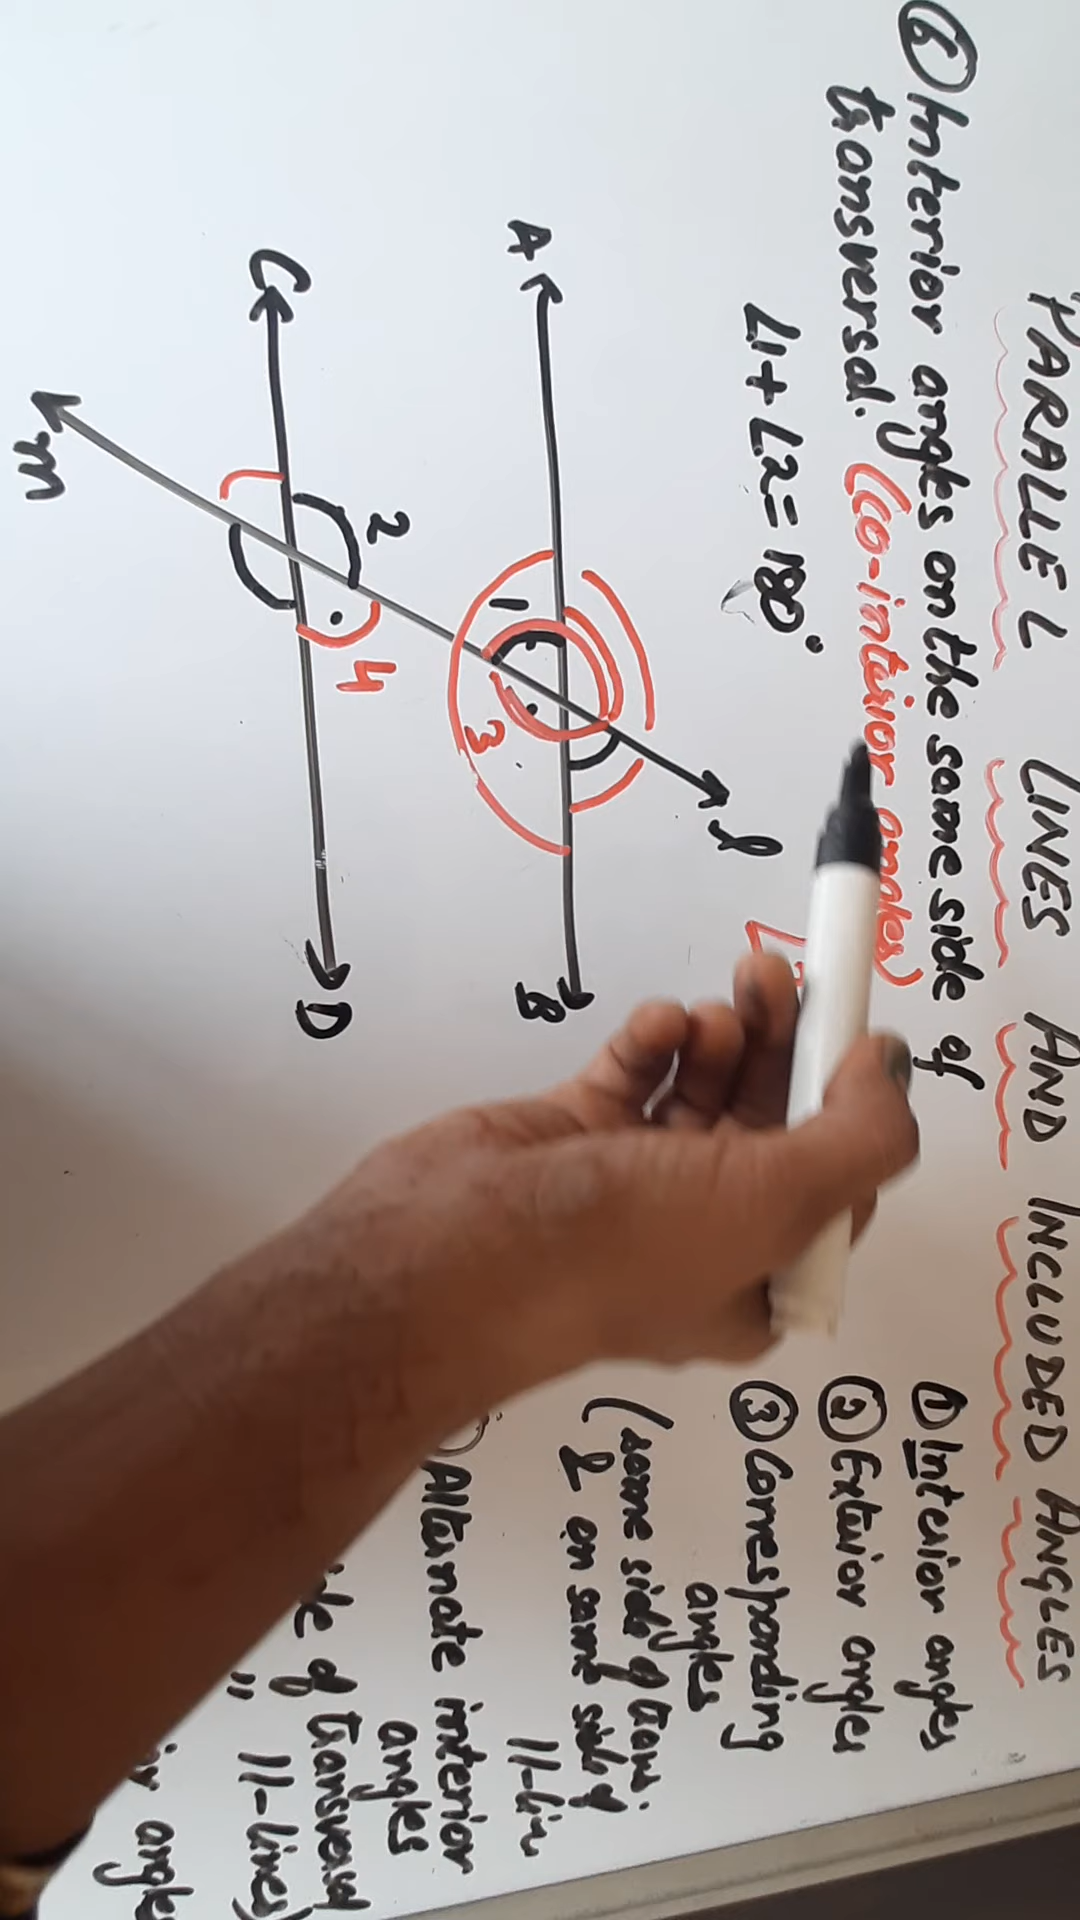 PARALLEL LINES AND INCLUDED ANGLES
⑥ Interior angles on the same side of
transversal. (co-interior angles)
∠1 + ∠2 = 180°
A
B
C
D
l
m
1
2
3
4
① Interior angles
② Exterior angles
③ Corresponding
angles
(same side of trans.
& on same side of
11-lin
Alternate interior
angles
of transversal
" 11-lines)
angle